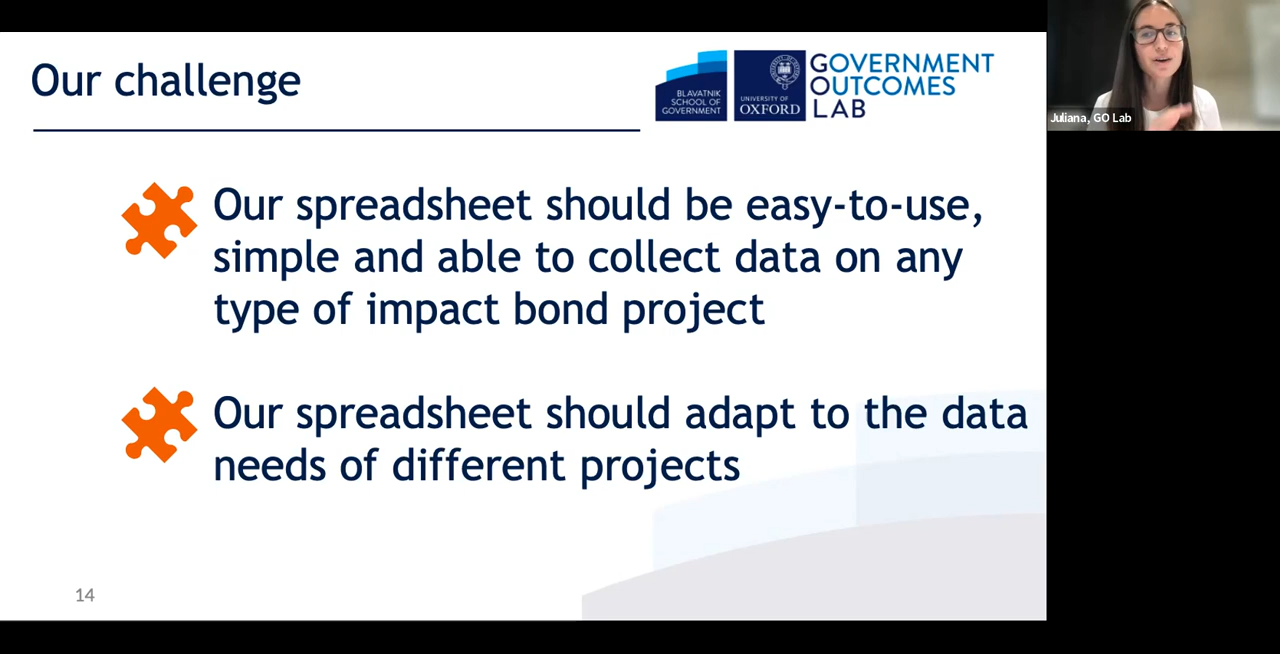 Our challenge
BLAVATNIK
SCHOOL OF
GOVERNMENT
UNIVERSITY OF
OXFORD
GOVERNMENT
OUTCOMES
LAB
Juliana, GO Lab
Our spreadsheet should be easy-to-use,
simple and able to collect data on any
type of impact bond project
Our spreadsheet should adapt to the data
needs of different projects
14